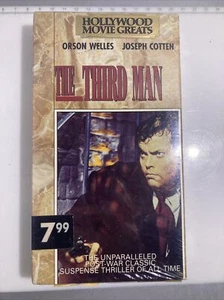 HOLLYWOOD
MOVIE GREATS
ORSON WELLES JOSEPH COTTEN
THE THIRD MAN
7.99
THE UNPARALLELED
POST-WAR CLASSIC
SUSPENSE THRILLER OF ALL TIME